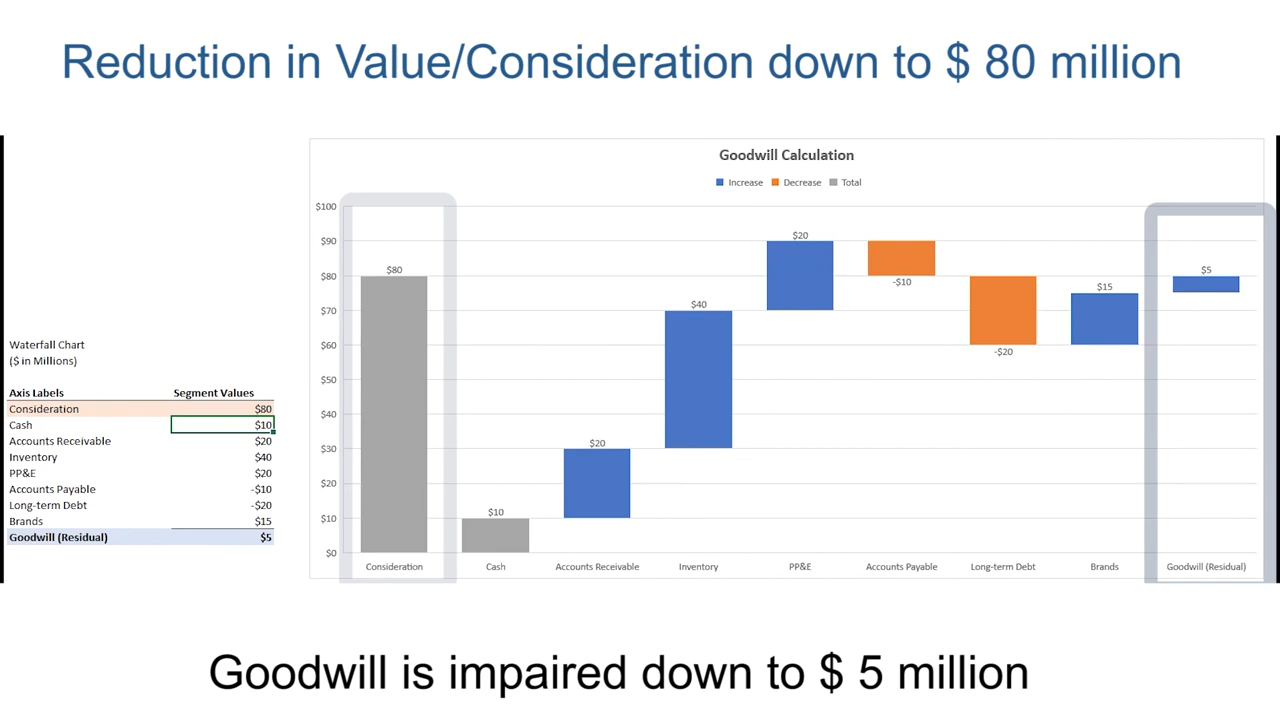 Reduction in Value/Consideration down to $ 80 million
Waterfall Chart
($ in Millions)
Axis Labels Segment Values
Consideration $80
Cash $10
Accounts Receivable $20
Inventory $40
PP&E $20
Accounts Payable -$10
Long-term Debt -$20
Brands $15
Goodwill (Residual) $5
Goodwill Calculation
Increase Decrease Total
$100
$90
$80
$70
$60
$50
$40
$30
$20
$10
$0
$80
$10
$20
$40
$20
-$10
-$20
$15
$5
Consideration Cash Accounts Receivable Inventory PP&E Accounts Payable Long-term Debt Brands Goodwill (Residual)
Goodwill is impaired down to $ 5 million